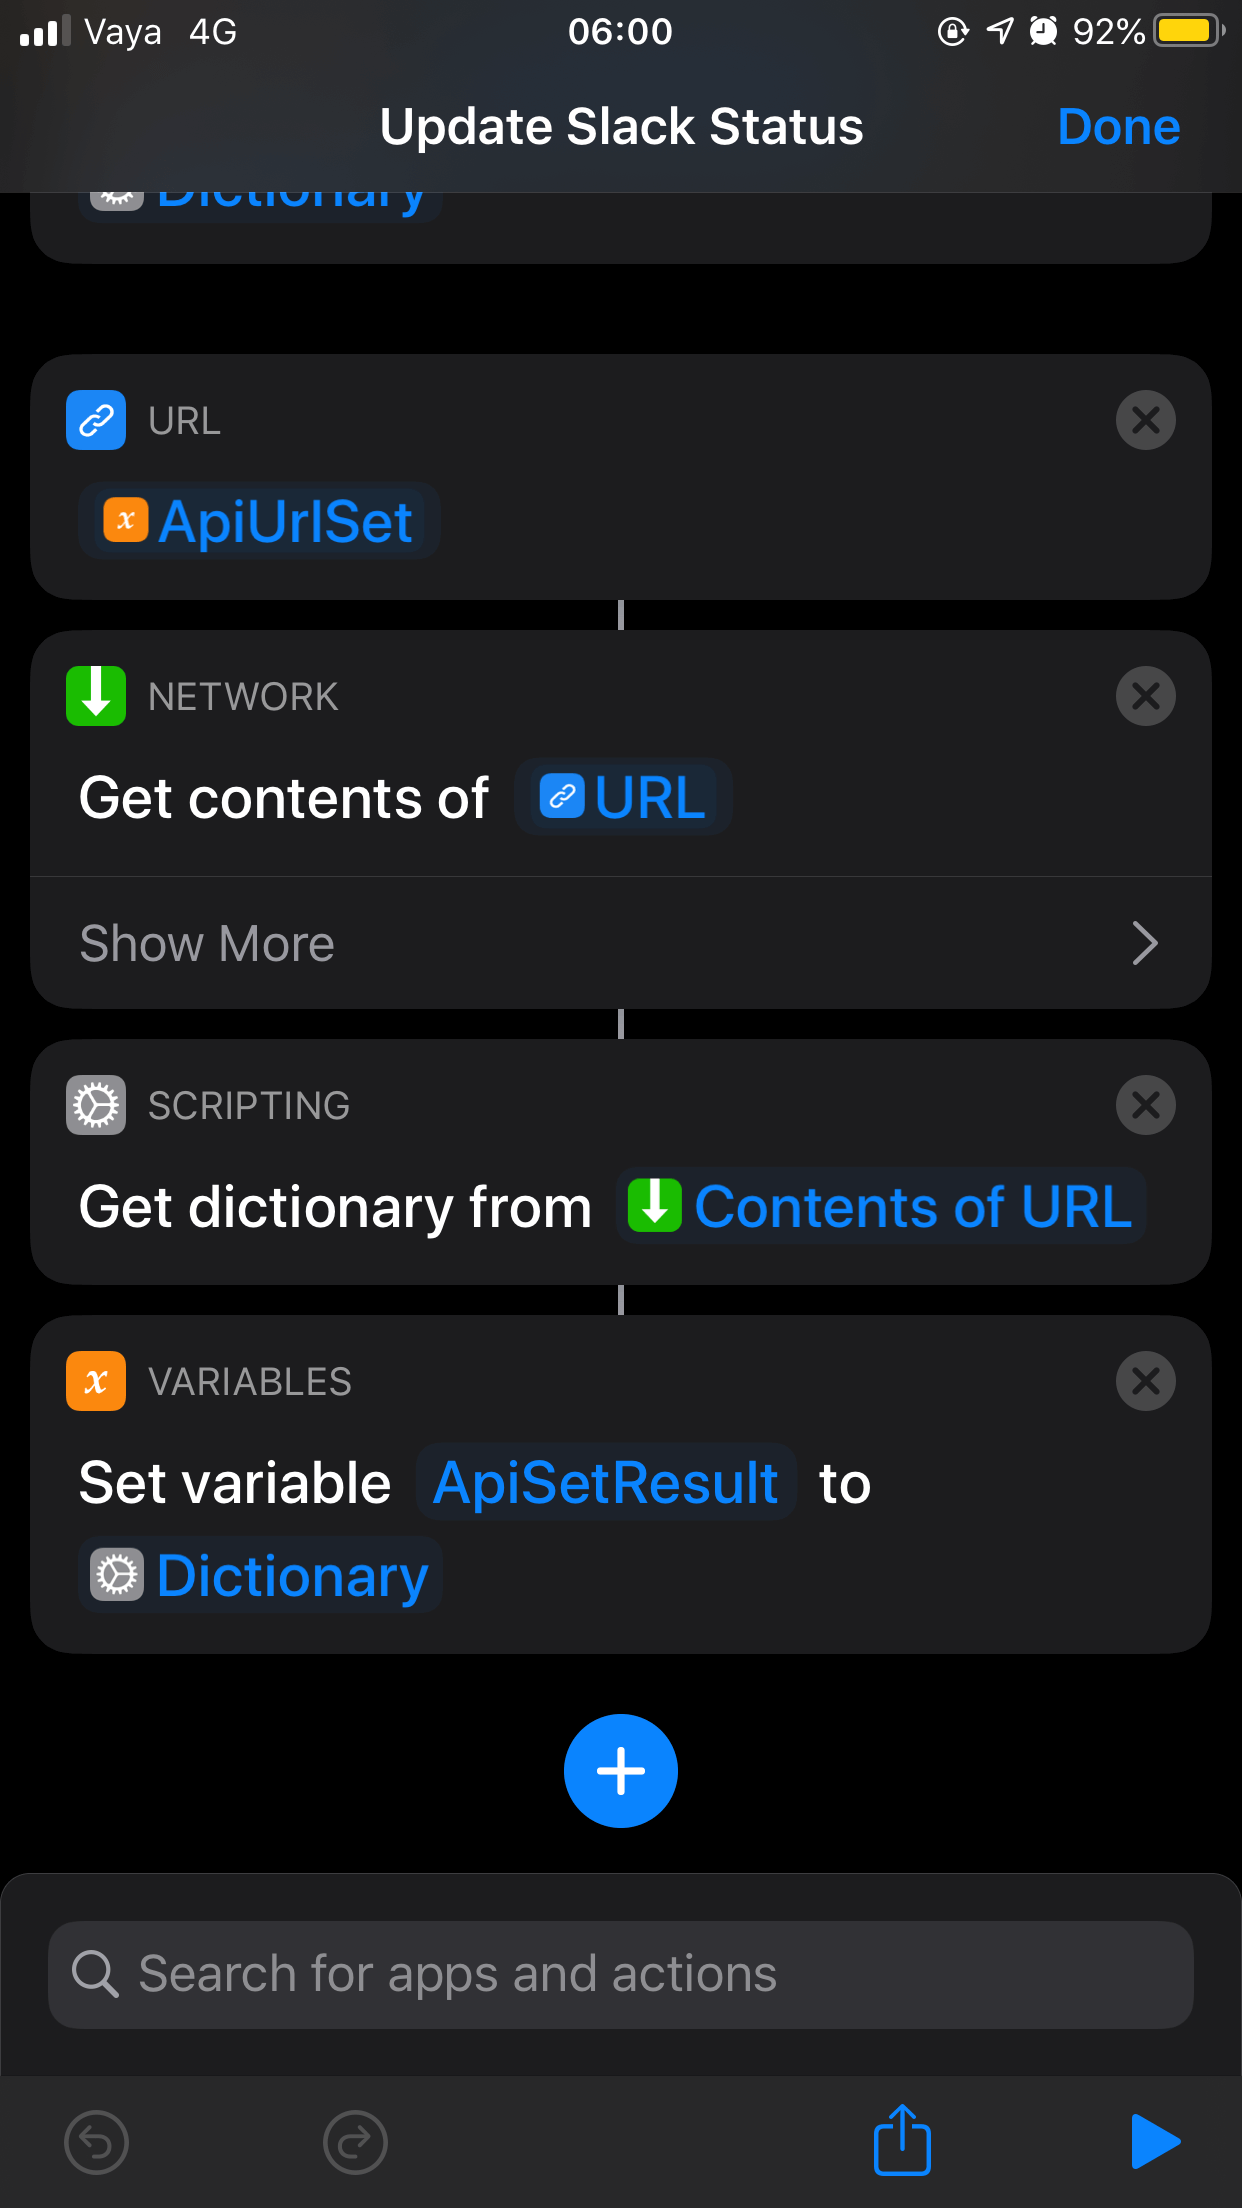 Vaya 4G 06:00 92%
Update Slack Status Done
Dictionary
URL
x ApiUrlSet
NETWORK
Get contents of URL
Show More
SCRIPTING
Get dictionary from Contents of URL
x VARIABLES
Set variable ApiSetResult to
Dictionary
Search for apps and actions